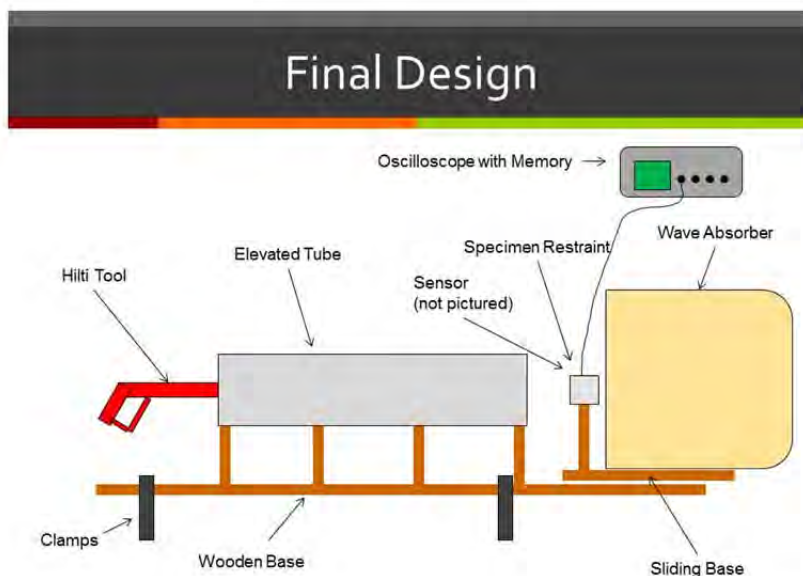 Final Design
Oscilloscope with Memory
Wave Absorber
Specimen Restraint
Elevated Tube
Sensor
(not pictured)
Hilti Tool
Clamps
Wooden Base
Sliding Base